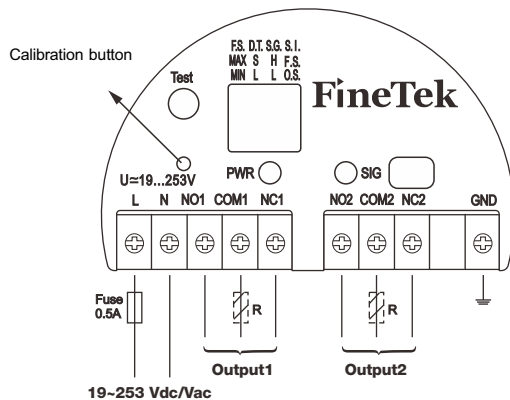 Calibration button
F.S. D.T. S.G. S.I.
MAX S H F.S.
MIN L L O.S.
Test
FineTek
PWR
SIG
U≃19...253V
L N NO1 COM1 NC1
NO2 COM2 NC2
GND
Fuse
0.5A
R
R
Output1
Output2
19~253 Vdc/Vac